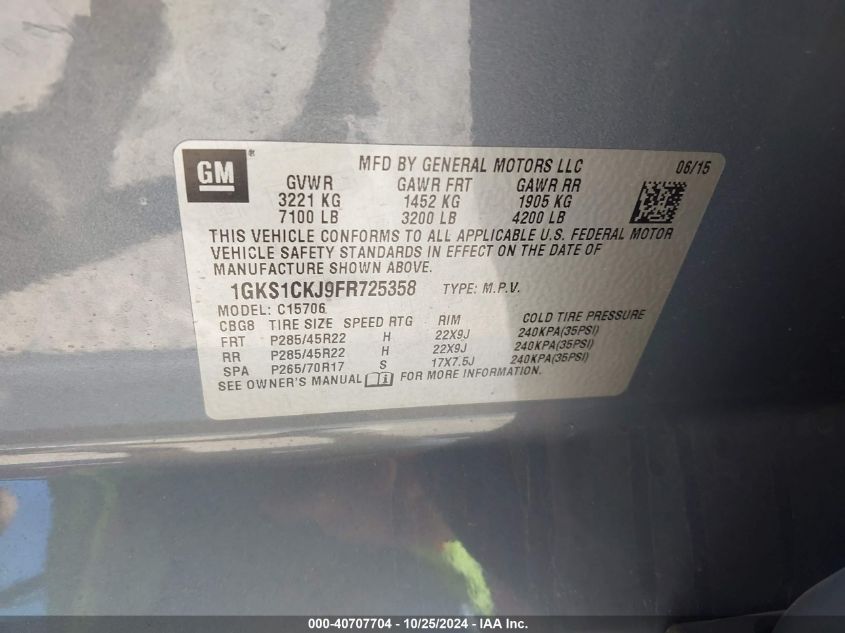 GM
®
MFD BY GENERAL MOTORS LLC 06/15
GVWR GAWR FRT GAWR RR
3221 KG 1452 KG 1905 KG
7100 LB 3200 LB 4200 LB
THIS VEHICLE CONFORMS TO ALL APPLICABLE U.S. FEDERAL MOTOR
VEHICLE SAFETY STANDARDS IN EFFECT ON THE DATE OF
MANUFACTURE SHOWN ABOVE.
1GKS1CKJ9FR725358 TYPE: M.P.V.
MODEL: C15706
CBG8 TIRE SIZE SPEED RTG RIM COLD TIRE PRESSURE
FRT P285/45R22 H 22X9J 240KPA(35PSI)
RR P285/45R22 H 22X9J 240KPA(35PSI)
SPA P265/70R17 S 17X7.5J 240KPA(35PSI)
SEE OWNER'S MANUAL FOR MORE INFORMATION.
000-40707704 - 10/25/2024 - IAA Inc.